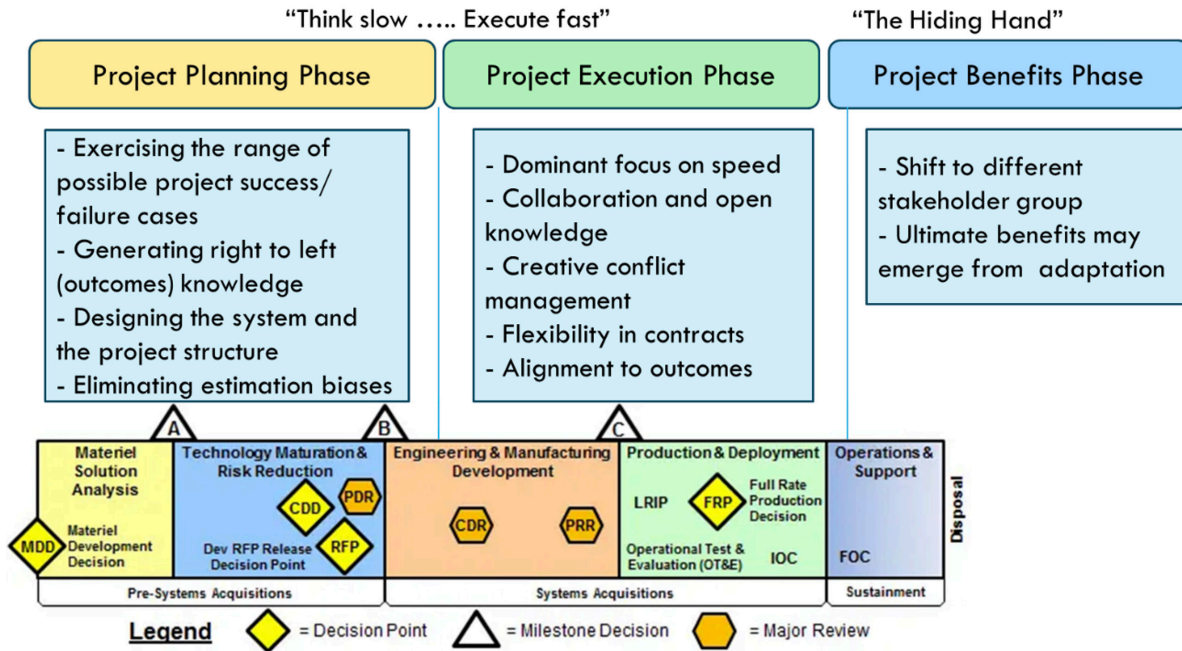 “Think slow ….. Execute fast”
“The Hiding Hand”
Project Planning Phase
Project Execution Phase
Project Benefits Phase
- Exercising the range of
possible project success/
failure cases
- Generating right to left
(outcomes) knowledge
- Designing the system and
the project structure
- Eliminating estimation biases
- Dominant focus on speed
- Collaboration and open
knowledge
- Creative conflict
management
- Flexibility in contracts
- Alignment to outcomes
- Shift to different
stakeholder group
- Ultimate benefits may
emerge from adaptation
A
B
C
Materiel
Solution
Analysis
MDD
Materiel
Development
Decision
Technology Maturation &
Risk Reduction
CDD
PDR
Dev RFP Release
Decision Point
RFP
Engineering & Manufacturing
Development
CDR
PRR
Production & Deployment
LRIP
FRP
Full Rate
Production
Decision
Operational Test &
Evaluation (OT&E)
IOC
Operations &
Support
FOC
Disposal
Pre-Systems Acquisitions
Systems Acquisitions
Sustainment
Legend
= Decision Point
= Milestone Decision
= Major Review